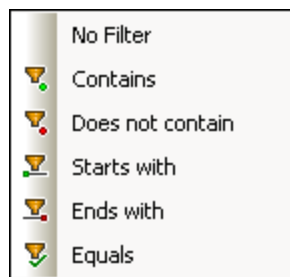 No Filter
Contains
Does not contain
Starts with
Ends with
Equals